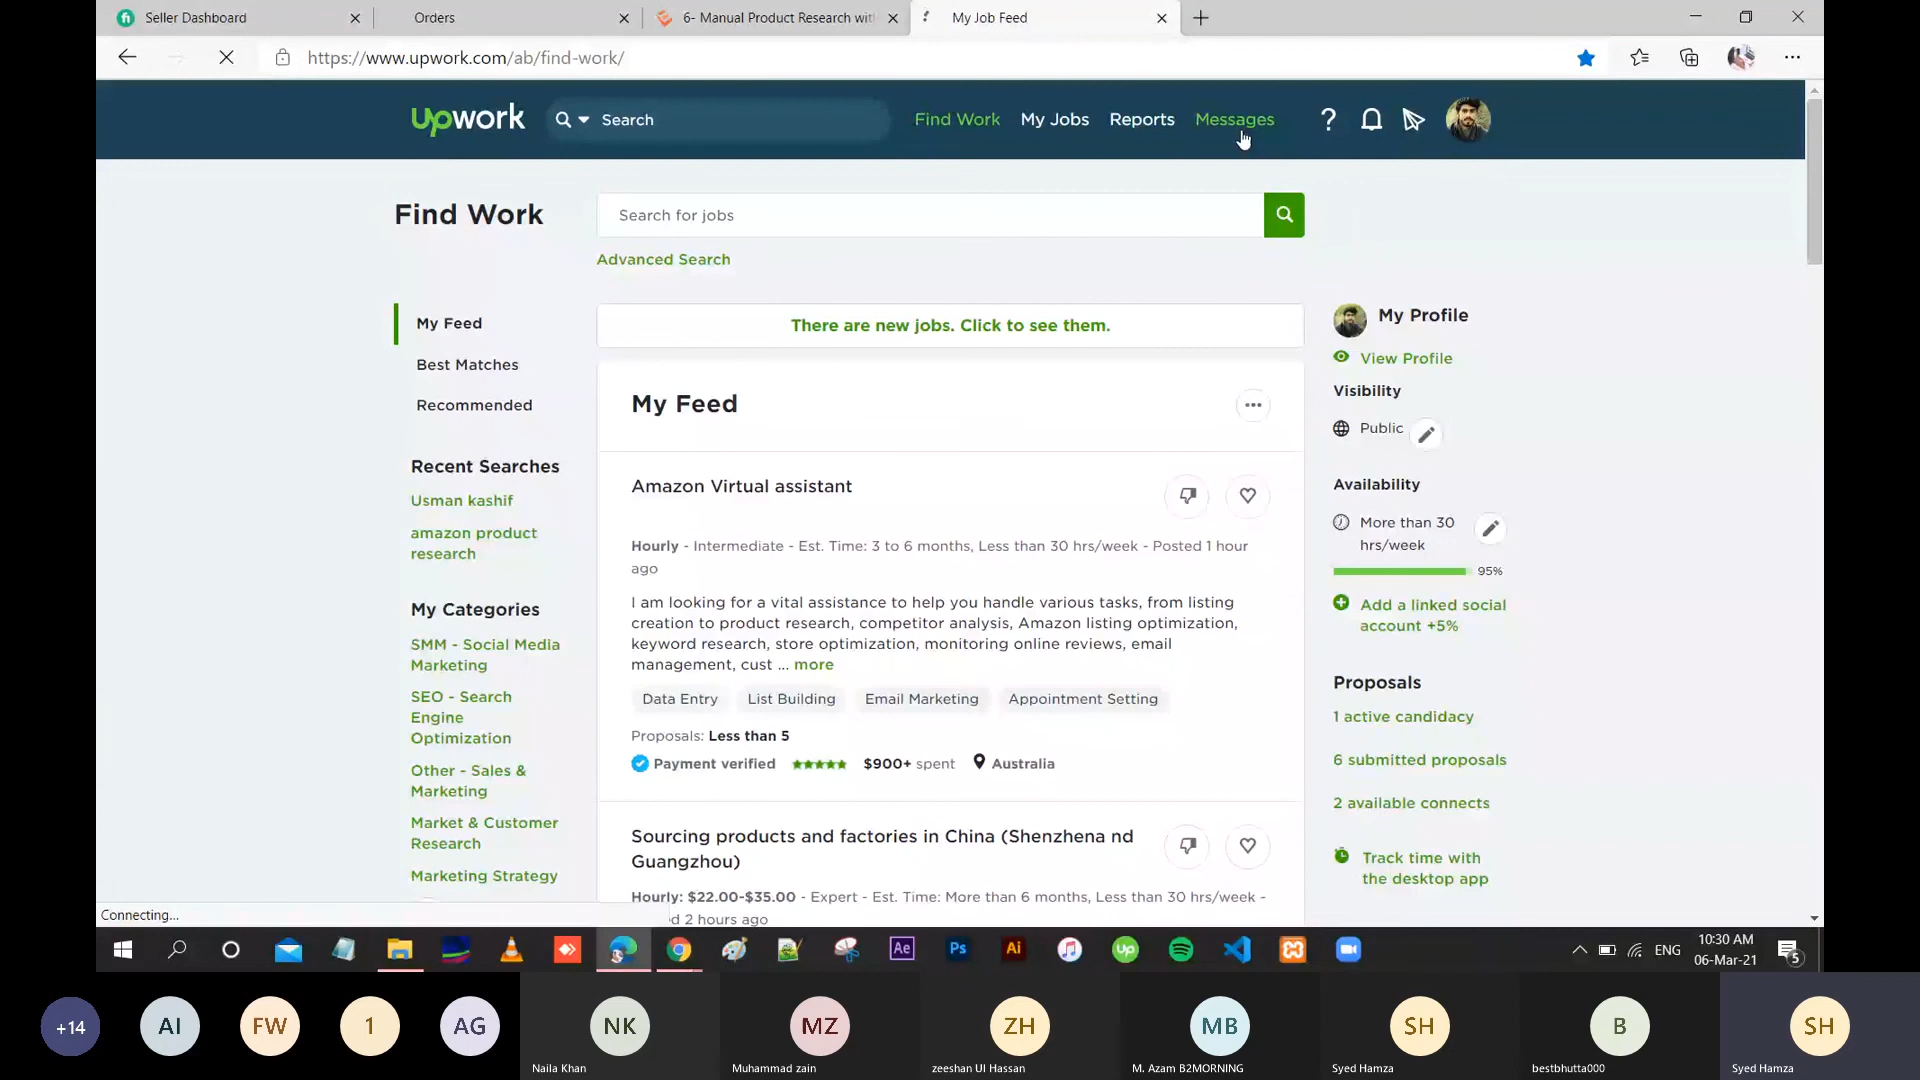 Seller Dashboard
Orders
6- Manual Product Research wit
My Job Feed
https://www.upwork.com/ab/find-work/
upwork
Search
Find Work
My Jobs
Reports
Messages
Find Work
Search for jobs
Advanced Search
My Feed
Best Matches
Recommended
Recent Searches
Usman kashif
amazon product
research
My Categories
SMM - Social Media
Marketing
SEO - Search
Engine
Optimization
Other - Sales &
Marketing
Market & Customer
Research
Marketing Strategy
There are new jobs. Click to see them.
My Feed
Amazon Virtual assistant
Hourly - Intermediate - Est. Time: 3 to 6 months, Less than 30 hrs/week - Posted 1 hour
ago
I am looking for a vital assistance to help you handle various tasks, from listing
creation to product research, competitor analysis, Amazon listing optimization,
keyword research, store optimization, monitoring online reviews, email
management, cust ... more
Data Entry
List Building
Email Marketing
Appointment Setting
Proposals: Less than 5
Payment verified
$900+ spent
Australia
Sourcing products and factories in China (Shenzhena nd
Guangzhou)
Hourly: $22.00-$35.00 - Expert - Est. Time: More than 6 months, Less than 30 hrs/week -
d 2 hours ago
My Profile
View Profile
Visibility
Public
Availability
More than 30
hrs/week
95%
Add a linked social
account +5%
Proposals
1 active candidacy
6 submitted proposals
2 available connects
Track time with
the desktop app
Connecting...
Ae
Ps
Ai
up
ENG
10:30 AM
06-Mar-21
5
+14
AI
FW
1
AG
NK
Naila Khan
MZ
Muhammad zain
ZH
zeeshan Ul Hassan
MB
M. Azam B2MORNING
SH
Syed Hamza
B
bestbhutta000
SH
Syed Hamza